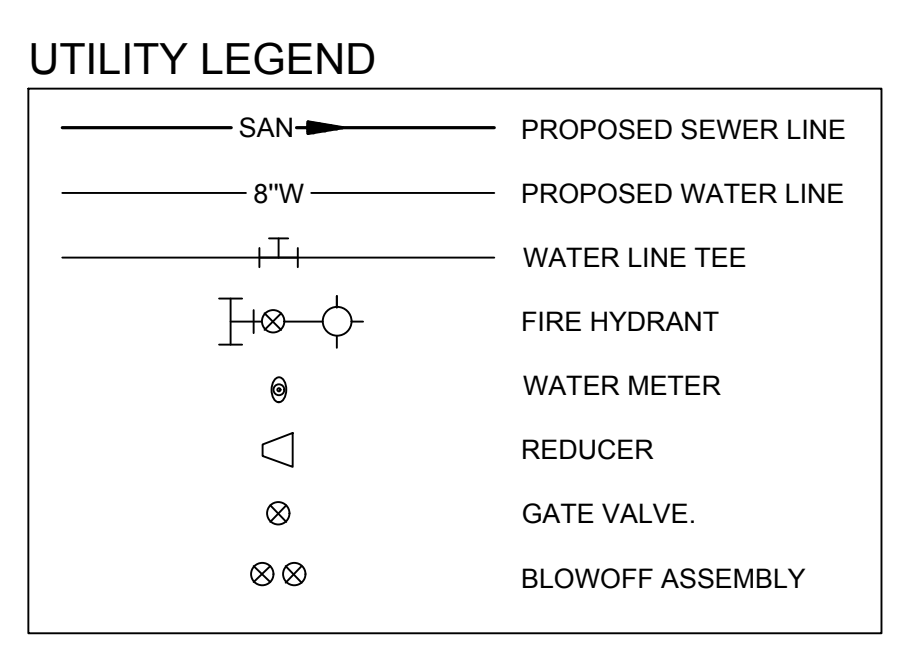 UTILITY LEGEND
SAN PROPOSED SEWER LINE
8"W PROPOSED WATER LINE
WATER LINE TEE
FIRE HYDRANT
WATER METER
REDUCER
GATE VALVE.
BLOWOFF ASSEMBLY